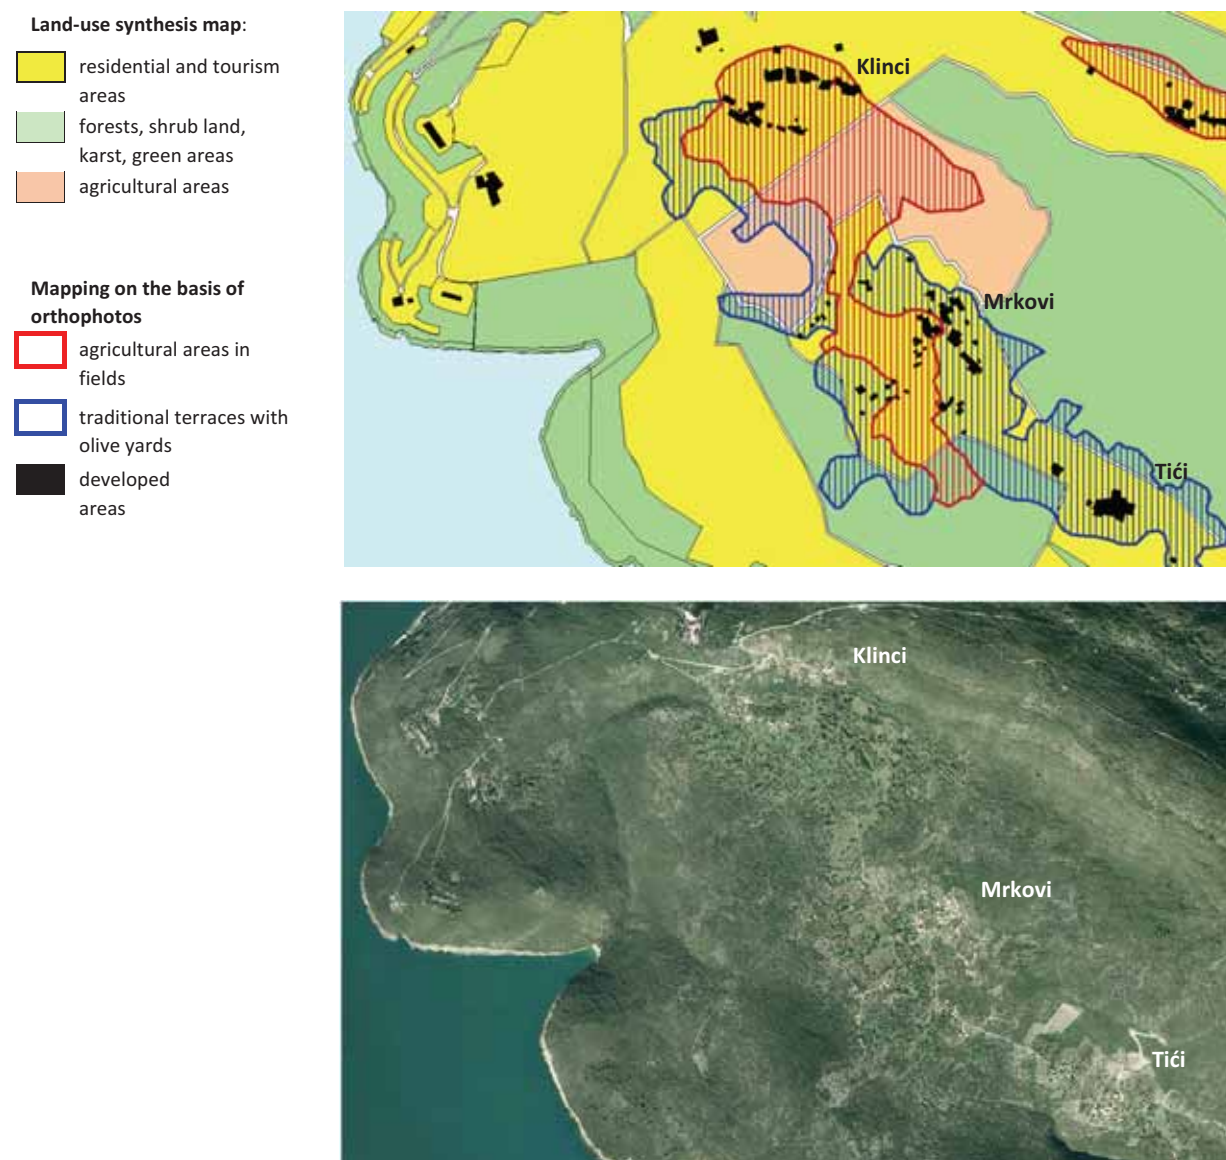 Land-use synthesis map:
residential and tourism
areas
forests, shrub land,
karst, green areas
agricultural areas
Mapping on the basis of
orthophotos
agricultural areas in
fields
traditional terraces with
olive yards
developed
areas
Klinci
Mrkovi
Tići
Klinci
Mrkovi
Tići